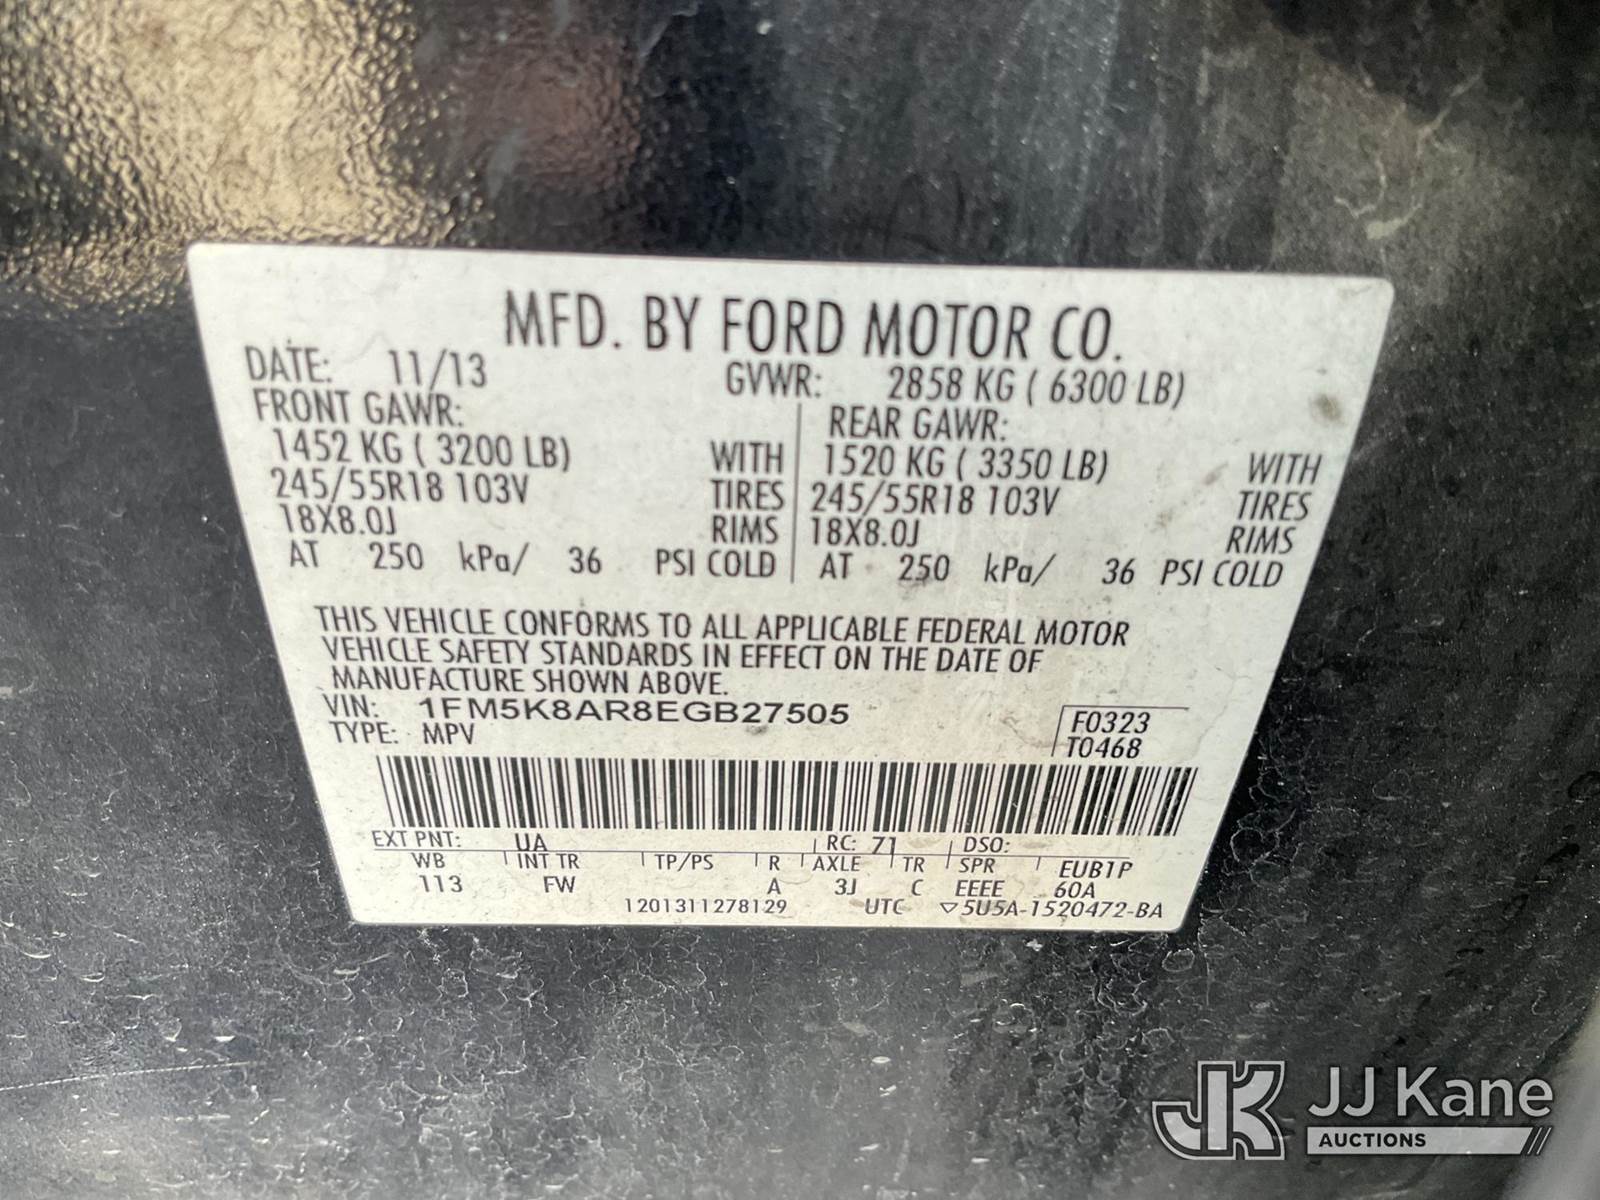 MFD. BY FORD MOTOR CO.
DATE: 11/13 GVWR: 2858 KG ( 6300 LB)
FRONT GAWR: REAR GAWR:
1452 KG ( 3200 LB) WITH 1520 KG ( 3350 LB) WITH
245/55R18 103V TIRES 245/55R18 103V TIRES
18X8.0J RIMS 18X8.0J RIMS
AT 250 kPa/ 36 PSI COLD AT 250 kPa/ 36 PSI COLD
THIS VEHICLE CONFORMS TO ALL APPLICABLE FEDERAL MOTOR
VEHICLE SAFETY STANDARDS IN EFFECT ON THE DATE OF
MANUFACTURE SHOWN ABOVE.
VIN: 1FM5K8AR8EGB27505 F0323
TYPE: MPV T0468
EXT PNT: UA RC: 71 DSO:
WB INT TR TP/PS R AXLE TR SPR EUB1P
113 FW A 3J C EEEE 60A
1201311278129 UTC ▽5U5A-1520472-BA
JK JJ Kane
AUCTIONS